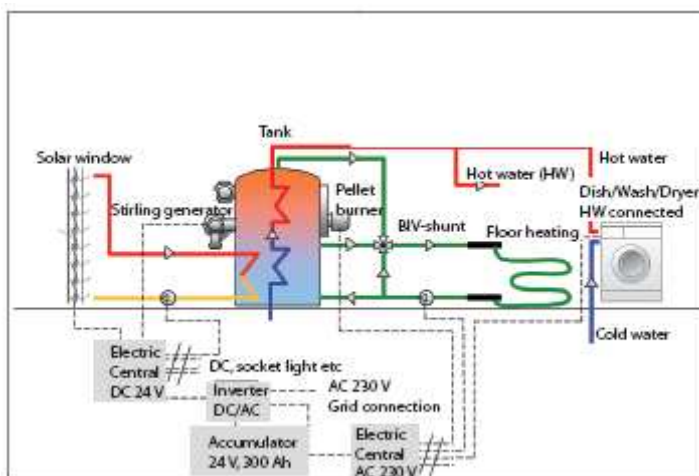 Tank
Solar window
Hot water
Hot water (HW)
Pellet
burner
Dish/Wash/Dryer
HW connected
Stirling generator
BIV-shunt
Floor heating
Cold water
Electric
Central
DC 24 V
DC, socket light etc
Inverter
DC/AC
AC 230 V
Grid connection
Accumulator
24 V, 300 Ah
Electric
Central
AC 230 V